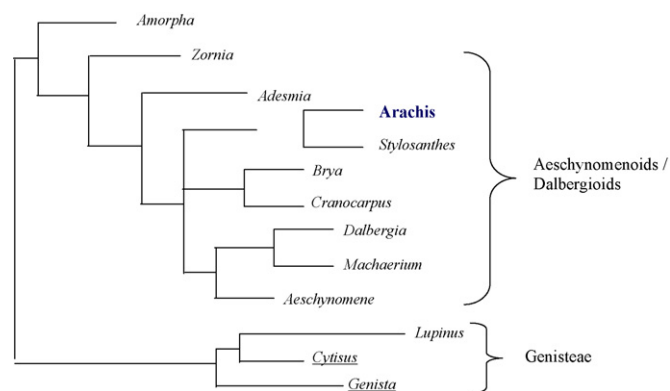 Amorpha
Zornia
Adesmia
Arachis
Stylosanthes
Brya
Cranocarpus
Dalbergia
Machaerium
Aeschynomene
Aeschynomenoids /
Dalbergioids
Lupinus
Cytisus
Genista
Genisteae